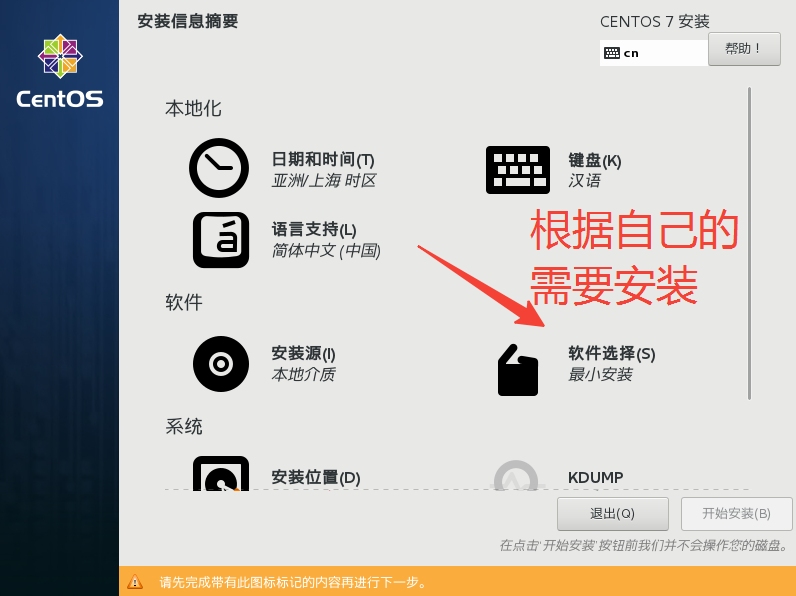 安装信息摘要
CENTOS 7 安装
cn
帮助！
CentOS
本地化
日期和时间(T)
亚洲/上海 时区
键盘(K)
汉语
语言支持(L)
简体中文 (中国)
根据自己的
需要安装
软件
安装源(I)
本地介质
软件选择(S)
最小安装
系统
安装位置(D)
KDUMP
退出(Q)
开始安装(B)
在点击'开始安装'按钮前我们并不会操作您的磁盘。
请先完成带有此图标标记的内容再进行下一步。